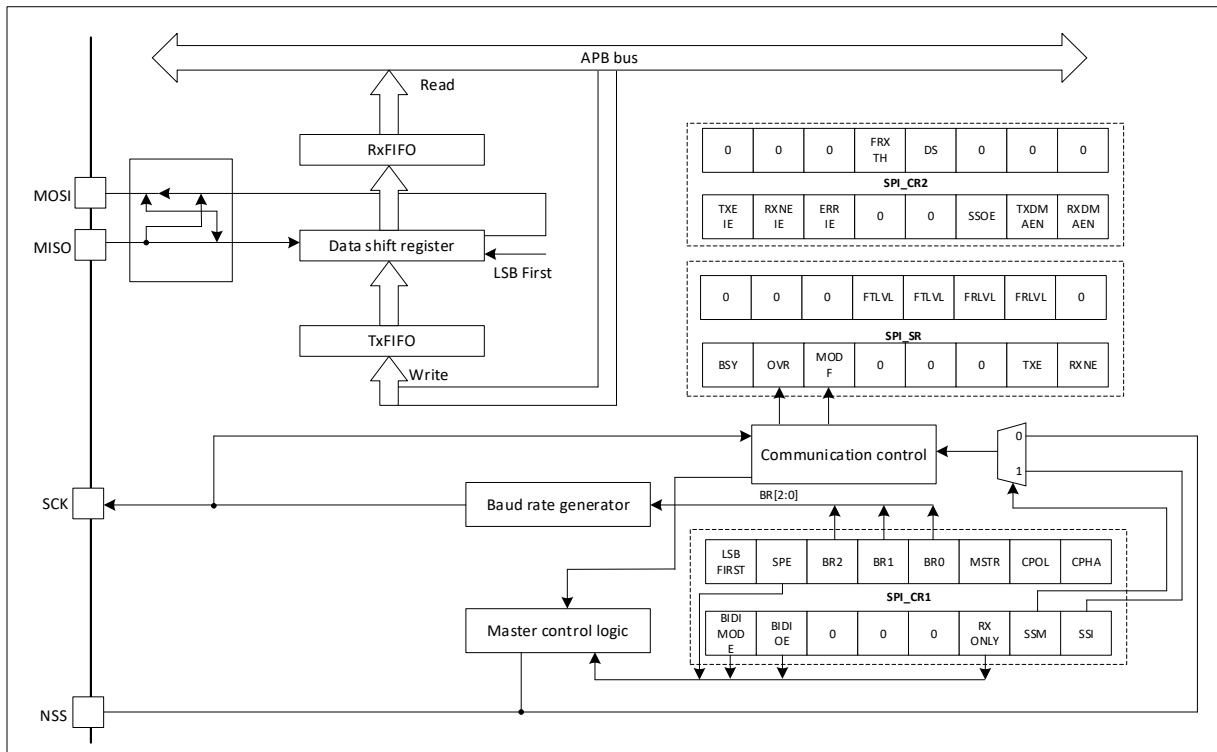 APB bus
Read
RxFIFO
MOSI
MISO
Data shift register
LSB First
TxFIFO
Write
0 0 0 FRX TH DS 0 0 0
SPI_CR2
TXE IE RXNE IE ERR IE 0 0 SSOE TXDM AEN RXDM AEN
0 0 0 FTLVL FTLVL FRLVL FRLVL 0
SPI_SR
BSY OVR MOD F 0 0 0 TXE RXNE
Communication control
0
1
SCK
Baud rate generator
BR[2:0]
LSB FIRST SPE BR2 BR1 BR0 MSTR CPOL CPHA
SPI_CR1
BIDI MOD E BIDI OE 0 0 0 RX ONLY SSM SSI
Master control logic
NSS